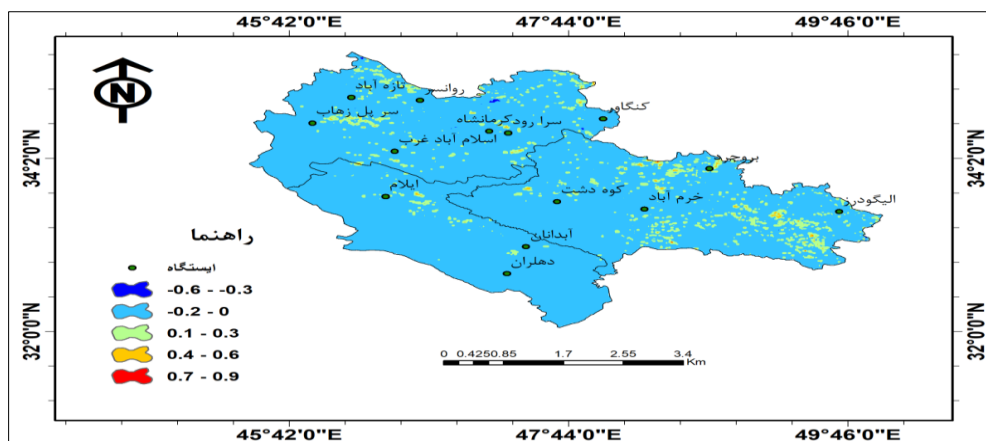 45°42'0"E
47°44'0"E
49°46'0"E
34°2'0"N
34°2'0"N
32°0'0"N
32°0'0"N
N
تازه آباد
روانسر
سر پل زهاب
کرمانشاه
سرا رود
کنگاور
اسلام آباد غرب
بروجرد
ایلام
کوه دشت
خرم آباد
الیگودرز
آبدانان
دهلران
راهنما
ایستگاه
-0.6 - -0.3
-0.2 - 0
0.1 - 0.3
0.4 - 0.6
0.7 - 0.9
0 0.4250.85 1.7 2.55 3.4
Km
45°42'0"E
47°44'0"E
49°46'0"E